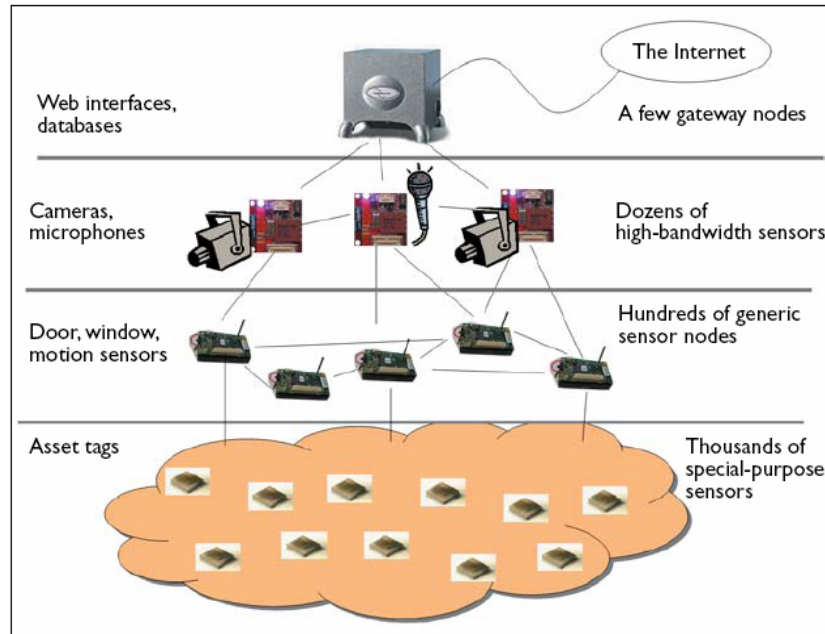 The Internet
Web interfaces,
databases
A few gateway nodes
Cameras,
microphones
Dozens of
high-bandwidth sensors
Door, window,
motion sensors
Hundreds of generic
sensor nodes
Asset tags
Thousands of
special-purpose
sensors